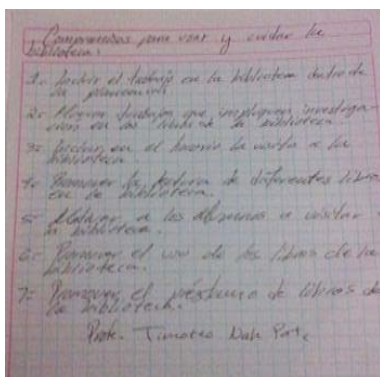 Compromisos para usar y cuidar la
biblioteca:
1- Incluir el trabajo en la biblioteca dentro de
la planeación
2- Planear trabajos que impliquen investiga-
ción en los libros de la biblioteca
3- Incluir en el horario la visita a la
biblioteca
4- Promover la lectura de diferentes libros
en la biblioteca.
5- a los alumnos a visitar
la biblioteca.
6- Promover el uso de los libros de la
biblioteca.
7- Promover el préstamo de libros de
la biblioteca.
Profr. Timoteo